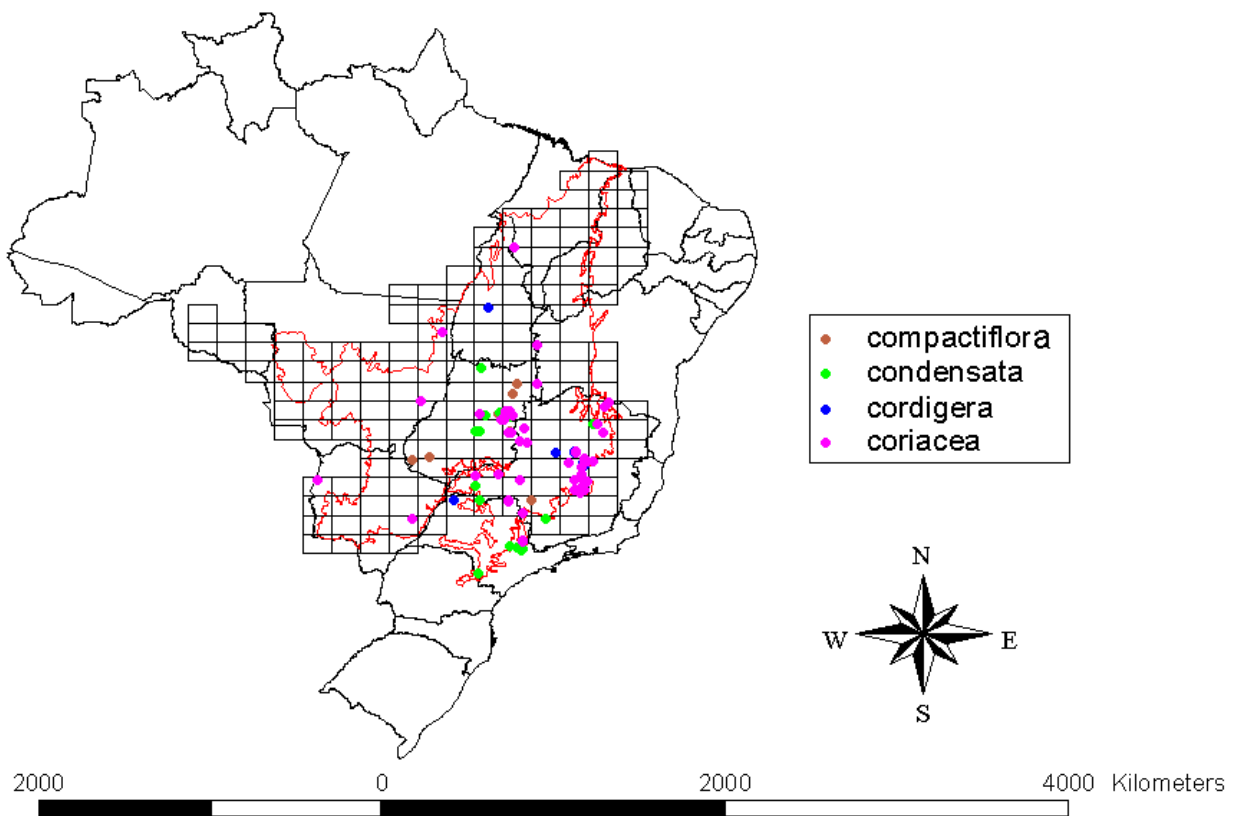 compactiflora
condensata
cordigera
coriacea
N
W E
S
2000 0 2000 4000 Kilometers